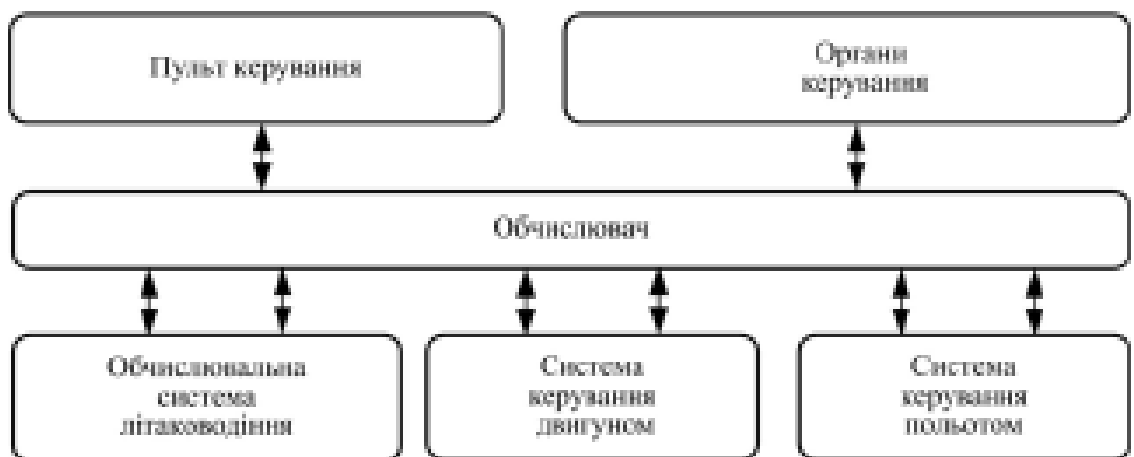 Пульт керування
Органи
керування
Обчислювач
Обчислювальна
система
літаководіння
Система
керування
двигуном
Система
керування
польотом